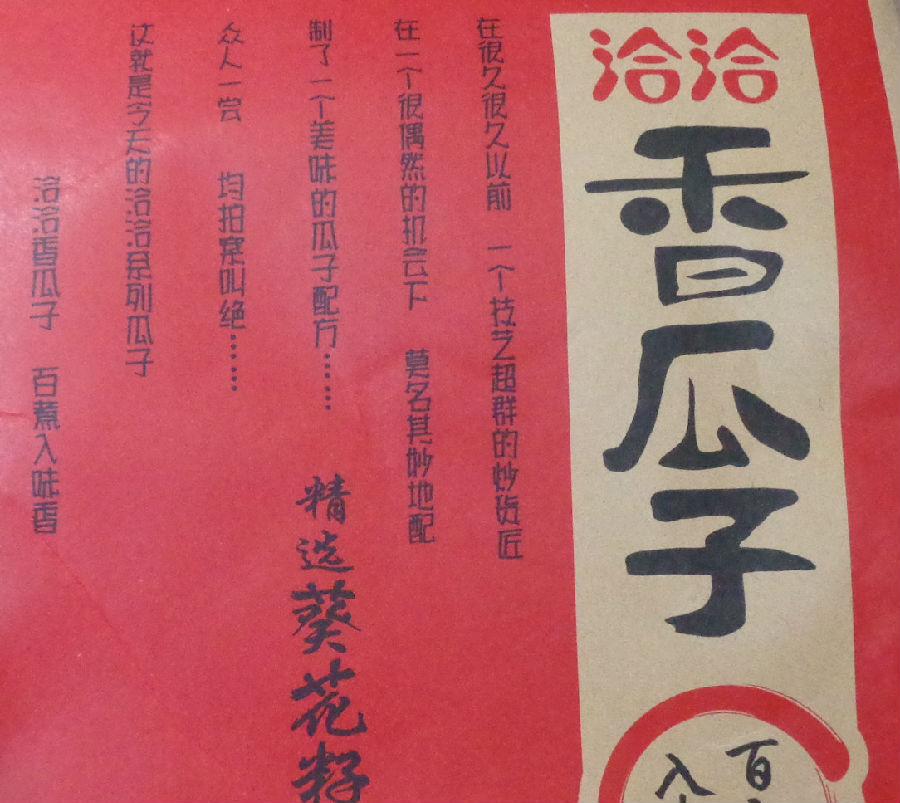 洽洽
香瓜子
在很久很久以前 一个技艺超群的炒货匠
在一个很偶然的机会下 莫名其妙地配
制了一个美味的瓜子配方……
众人一尝 均拍案叫绝……
这就是今天的洽洽系列瓜子
洽洽香瓜子 百煮入味香
精选葵花籽
百
入